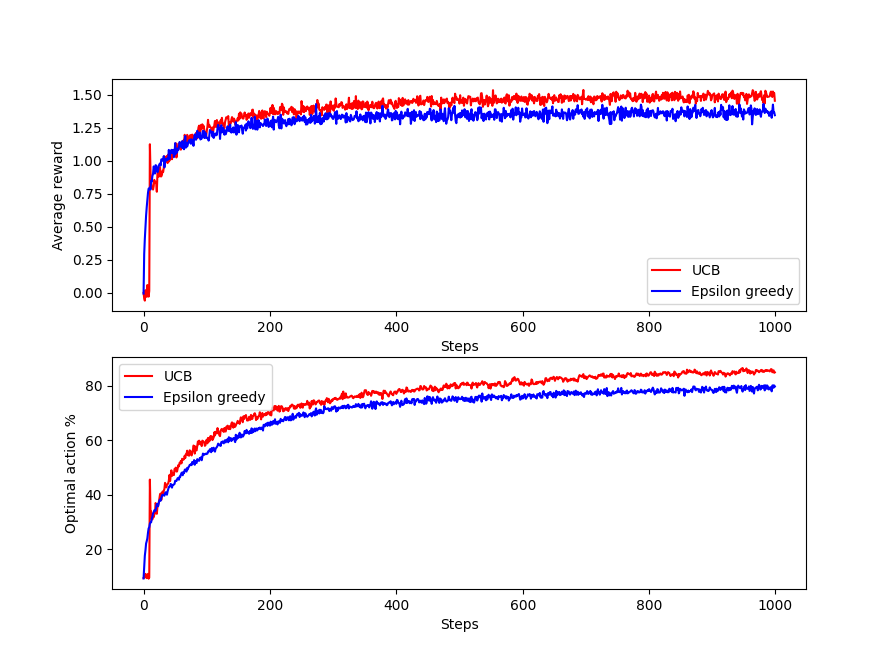 1.50
1.25
1.00
0.75
0.50
0.25
0.00
Average reward
UCB
Epsilon greedy
0 200 400 600 800 1000
Steps
80
60
40
20
Optimal action %
UCB
Epsilon greedy
0 200 400 600 800 1000
Steps